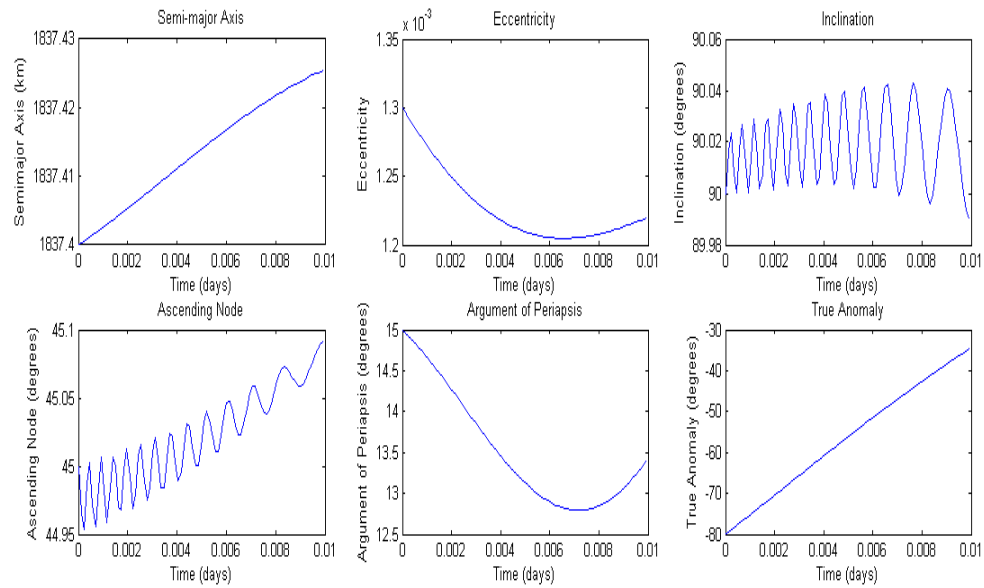 Semi-major Axis
1837.43
1837.42
1837.41
1837.4
Semimajor Axis (km)
0 0.002 0.004 0.006 0.008 0.01
Time (days)
Eccentricity
x 10⁻³
1.35
1.3
1.25
1.2
Eccentricity
0 0.002 0.004 0.006 0.008 0.01
Time (days)
Inclination
90.06
90.04
90.02
90
89.98
Inclination (degrees)
0 0.002 0.004 0.006 0.008 0.01
Time (days)
Ascending Node
45.1
45.05
45
44.95
Ascending Node (degrees)
0 0.002 0.004 0.006 0.008 0.01
Time (days)
Argument of Periapsis
15
14.5
14
13.5
13
12.5
Argument of Periapsis (degrees)
0 0.002 0.004 0.006 0.008 0.01
Time (days)
True Anomaly
-30
-40
-50
-60
-70
-80
True Anomaly (degrees)
0 0.002 0.004 0.006 0.008 0.01
Time (days)